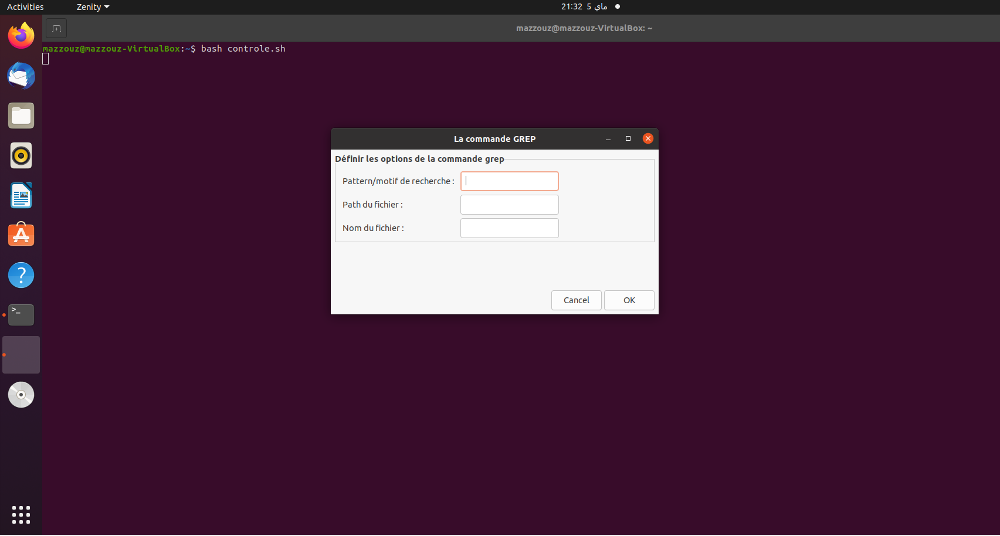 Activities
Zenity
21:32 5 ماي
mazzouz@mazzouz-VirtualBox: ~
mazzouz@mazzouz-VirtualBox:~$ bash controle.sh
La commande GREP
Définir les options de la commande grep
Pattern/motif de recherche :
Path du fichier :
Nom du fichier :
Cancel
OK